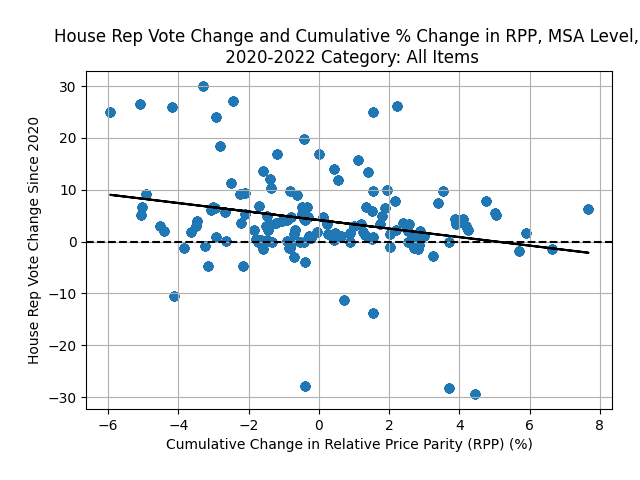 House Rep Vote Change and Cumulative % Change in RPP, MSA Level,
2020-2022 Category: All Items
House Rep Vote Change Since 2020
30
20
10
0
−10
−20
−30
−6 −4 −2 0 2 4 6 8
Cumulative Change in Relative Price Parity (RPP) (%)